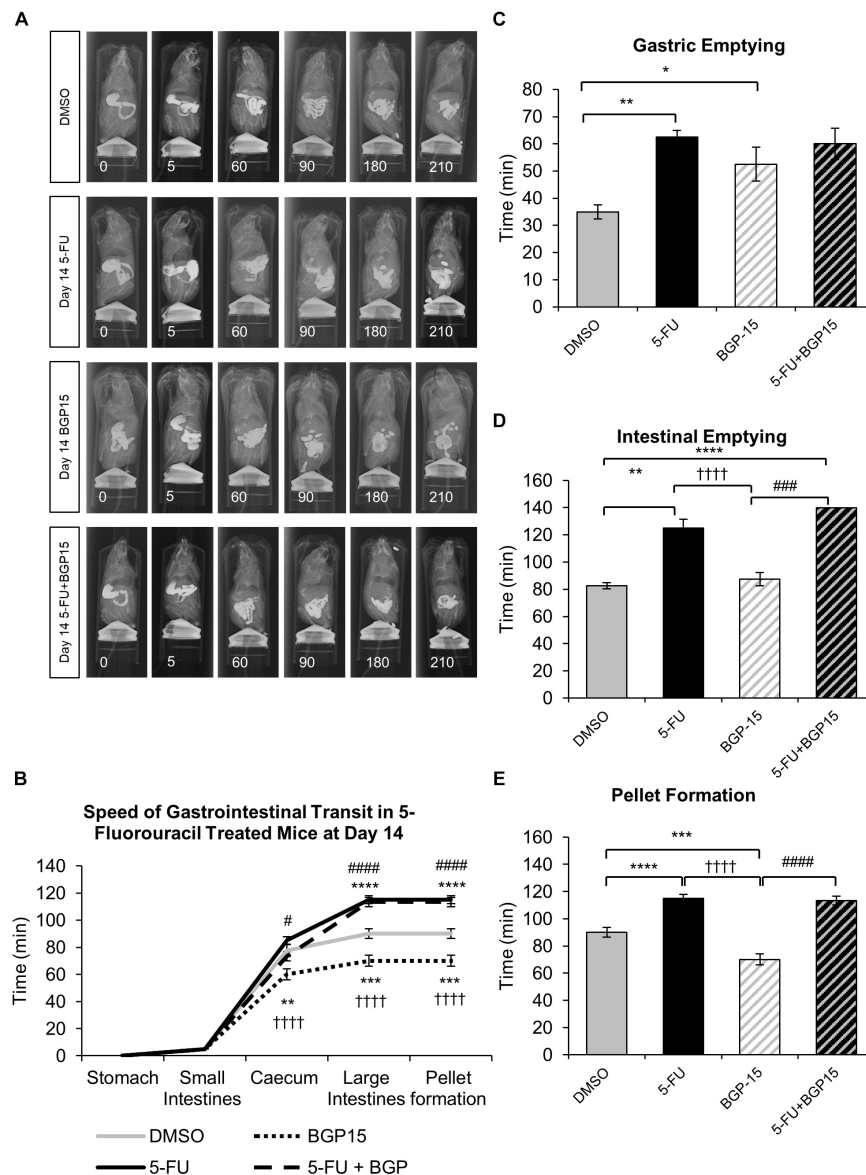 A
DMSO
0 5 60 90 180 210
Day 14 5-FU
0 5 60 90 180 210
Day 14 BGP15
0 5 60 90 180 210
Day 14 5-FU+BGP15
0 5 60 90 180 210
B
Speed of Gastrointestinal Transit in 5-
Fluorouracil Treated Mice at Day 14
Time (min)
140
120
100
80
60
40
20
0
#
####
****
####
****
**
††††
***
††††
***
††††
Stomach Small Caecum Large Pellet
Intestines Intestines formation
DMSO BGP15
5-FU 5-FU + BGP
C
Gastric Emptying
Time (min)
80
70
60
50
40
30
20
10
0
*
**
DMSO 5-FU BGP-15 5-FU+BGP15
D
Intestinal Emptying
Time (min)
160
140
120
100
80
60
40
20
0
****
** †††† ###
DMSO 5-FU BGP-15 5-FU+BGP15
E
Pellet Formation
Time (min)
160
140
120
100
80
60
40
20
0
***
**** †††† ####
DMSO 5-FU BGP-15 5-FU+BGP15